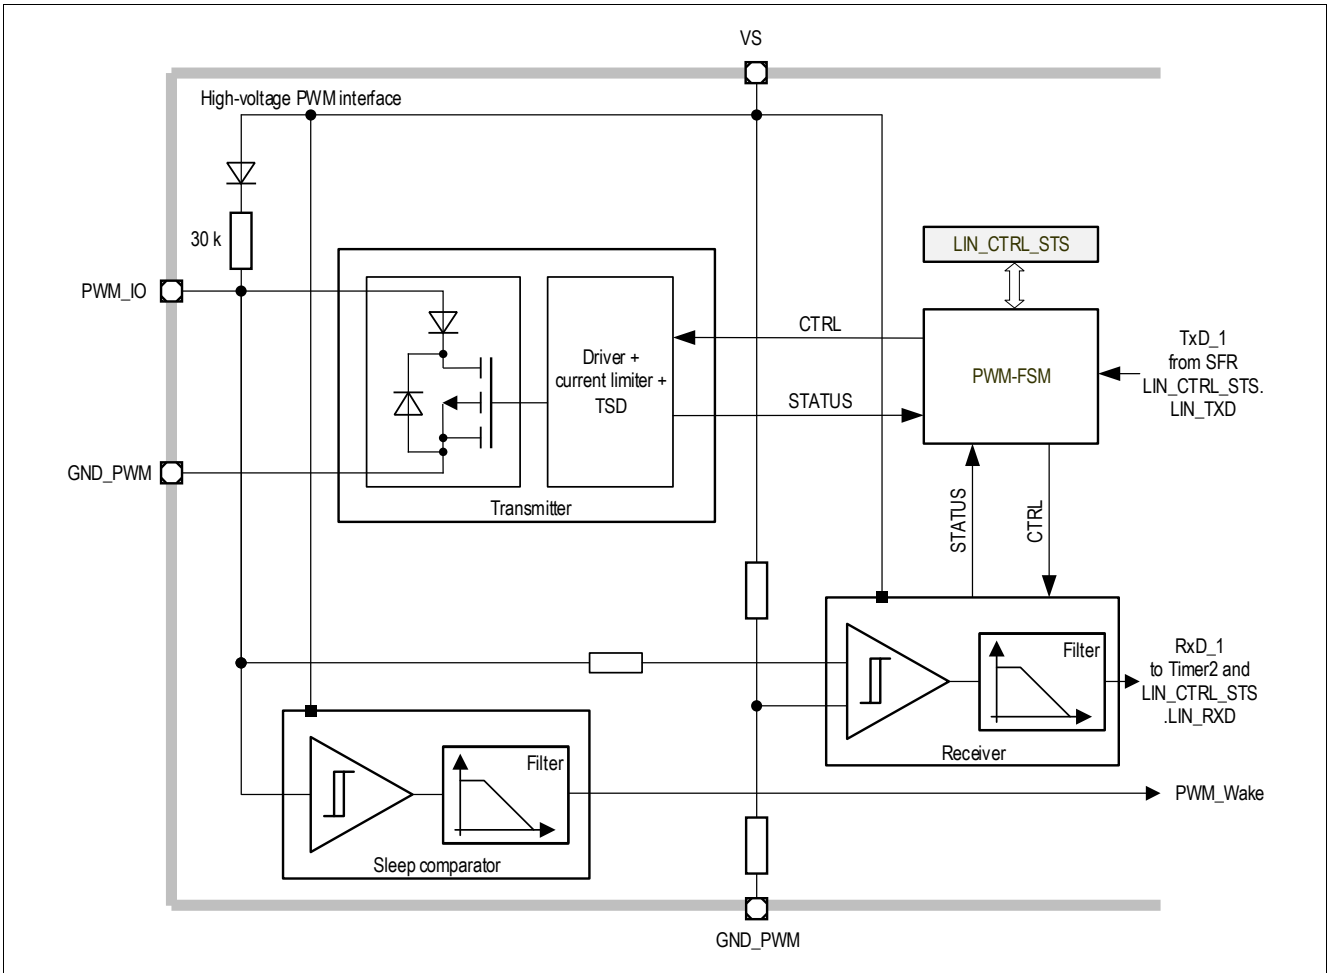 VS
High-voltage PWM interface
30 k
LIN_CTRL_STS
PWM_IO
CTRL
TxD_1
from SFR
LIN_CTRL_STS.
LIN_TXD
Driver +
current limiter +
TSD
PWM-FSM
STATUS
GND_PWM
Transmitter
STATUS
CTRL
Filter
RxD_1
to Timer2 and
LIN_CTRL_STS
.LIN_RXD
Receiver
Filter
PWM_Wake
Sleep comparator
GND_PWM